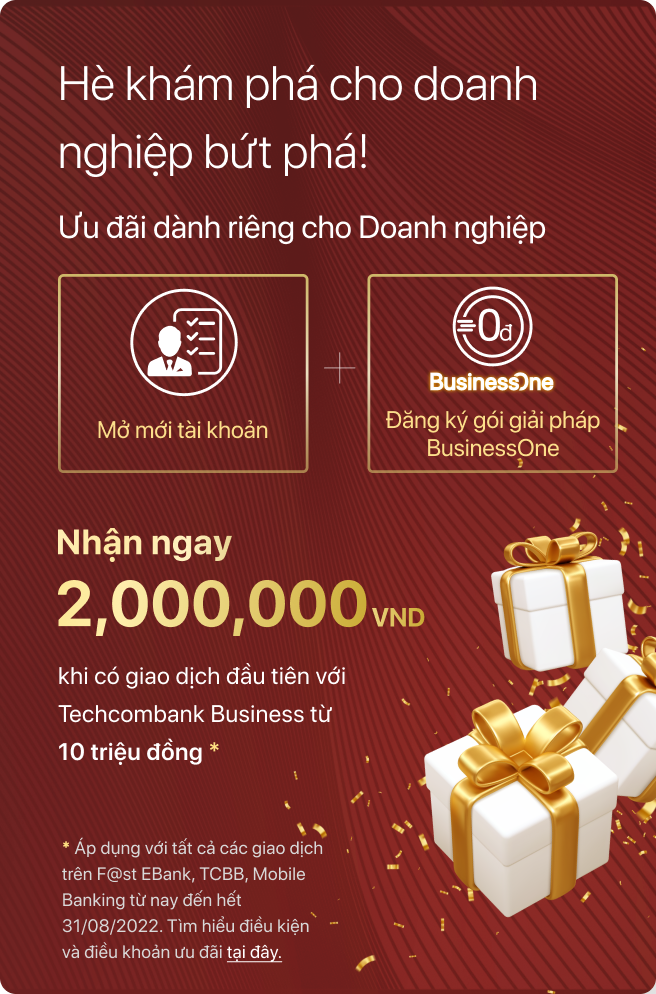 Hè khám phá cho doanh
nghiệp bứt phá!
Ưu đãi dành riêng cho Doanh nghiệp
0đ
BusinessOne
Mở mới tài khoản
+
Đăng ký gói giải pháp
BusinessOne
Nhận ngay
2,000,000 VND
khi có giao dịch đầu tiên với
Techcombank Business từ
10 triệu đồng *
* Áp dụng với tất cả các giao dịch
trên F@st EBank, TCBB, Mobile
Banking từ nay đến hết
31/08/2022. Tìm hiểu điều kiện
và điều khoản ưu đãi tại đây.